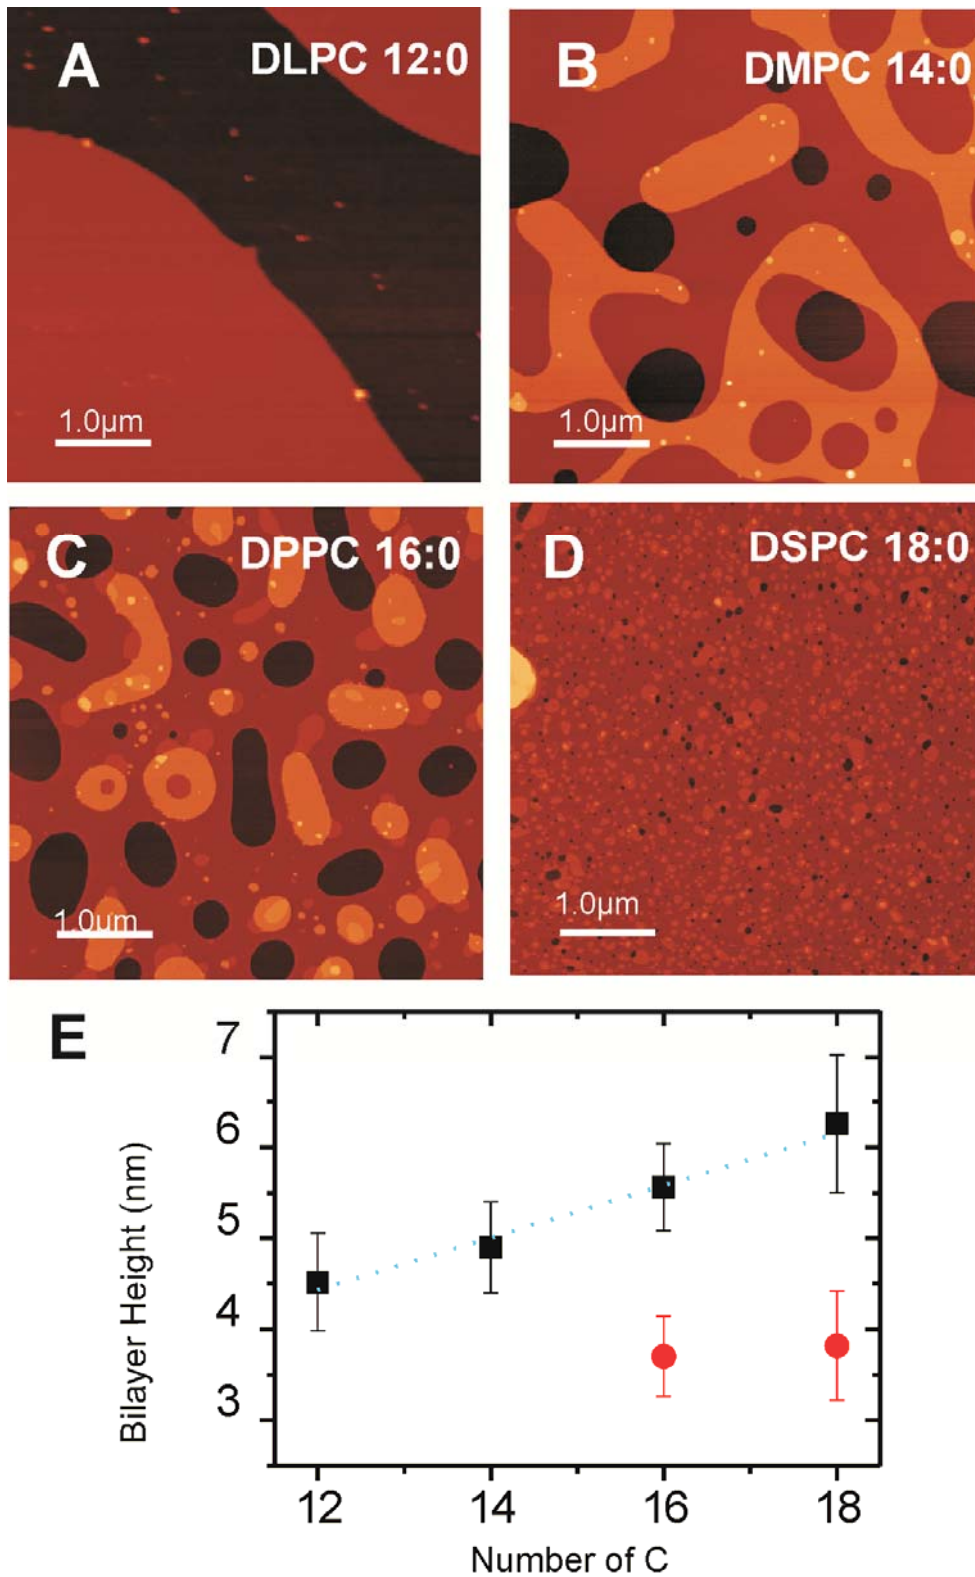 A
DLPC 12:0
1.0µm
B
DMPC 14:0
1.0µm
C
DPPC 16:0
1.0µm
D
DSPC 18:0
1.0µm
E
7
6
5
4
3
Bilayer Height (nm)
12 14 16 18
Number of C